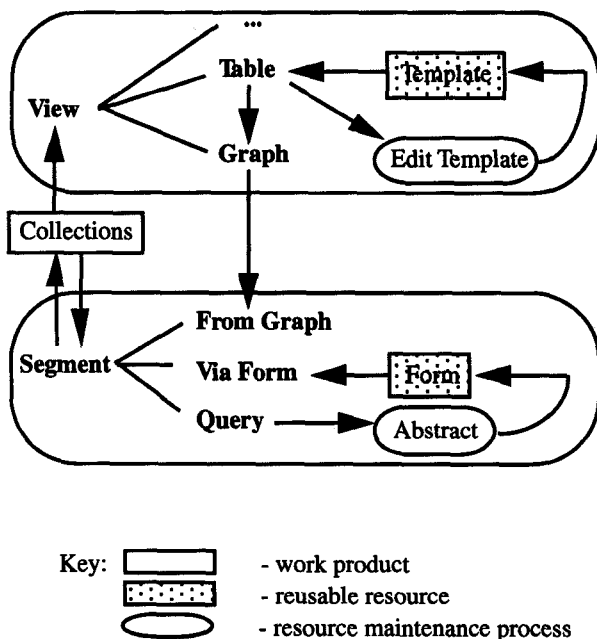 ...
Table
Template
View
Graph
Edit Template
Collections
From Graph
Segment
Via Form
Form
Query
Abstract
Key:
- work product
- reusable resource
- resource maintenance process